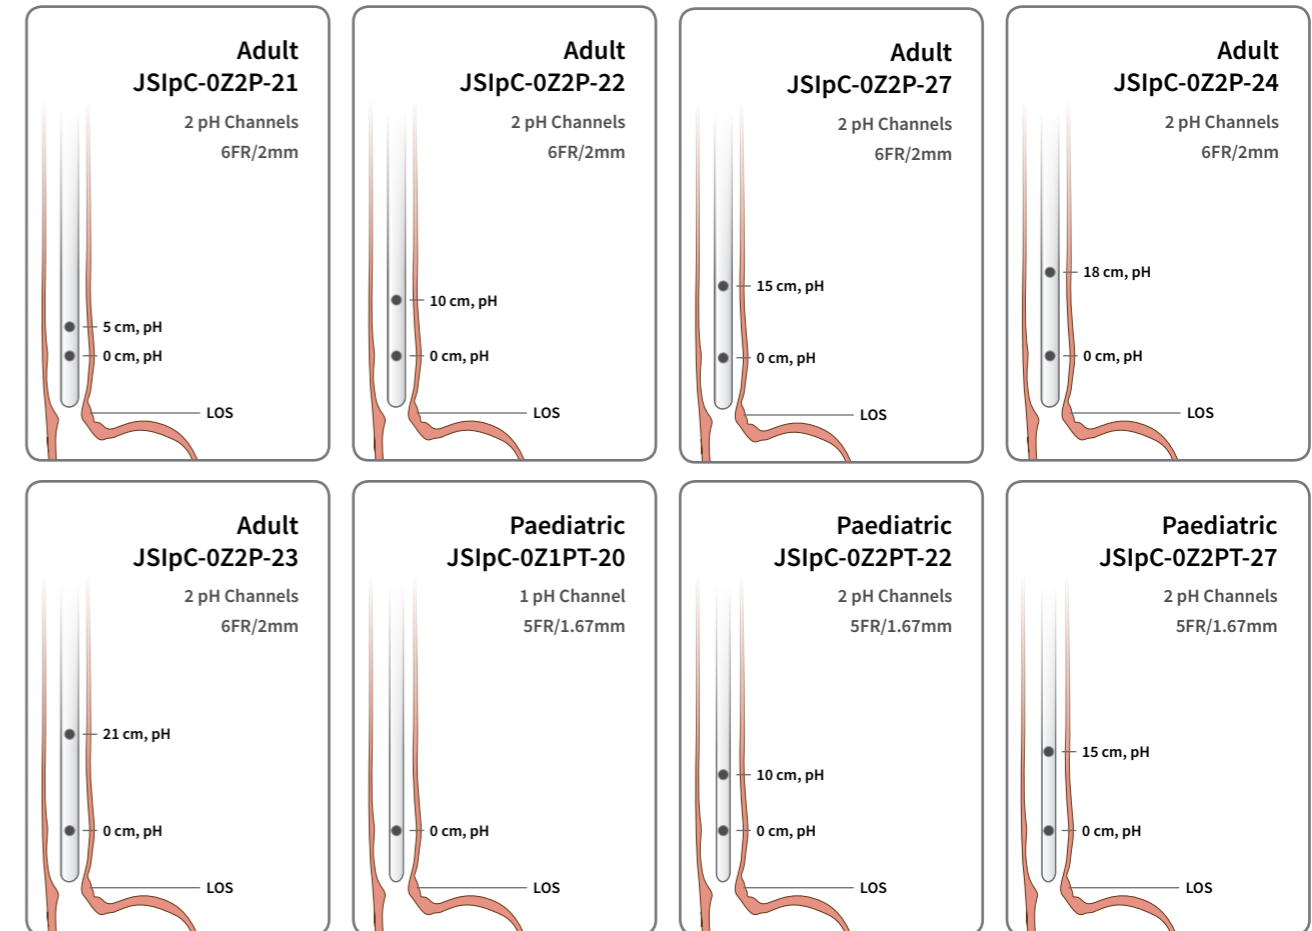 Adult
JSIpC-0Z2P-21
2 pH Channels
6FR/2mm
5 cm, pH
0 cm, pH
LOS
Adult
JSIpC-0Z2P-22
2 pH Channels
6FR/2mm
10 cm, pH
0 cm, pH
LOS
Adult
JSIpC-0Z2P-27
2 pH Channels
6FR/2mm
15 cm, pH
0 cm, pH
LOS
Adult
JSIpC-0Z2P-24
2 pH Channels
6FR/2mm
18 cm, pH
0 cm, pH
LOS
Adult
JSIpC-0Z2P-23
2 pH Channels
6FR/2mm
21 cm, pH
0 cm, pH
LOS
Paediatric
JSIpC-0Z1PT-20
1 pH Channel
5FR/1.67mm
0 cm, pH
LOS
Paediatric
JSIpC-0Z2PT-22
2 pH Channels
5FR/1.67mm
10 cm, pH
0 cm, pH
LOS
Paediatric
JSIpC-0Z2PT-27
2 pH Channels
5FR/1.67mm
15 cm, pH
0 cm, pH
LOS